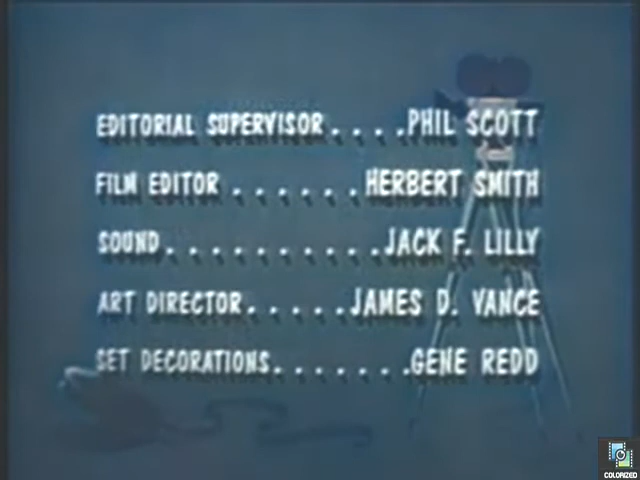 EDITORIAL SUPERVISOR....PHIL SCOTT
FILM EDITOR ......HERBERT SMITH
SOUND..........JACK F. LILLY
ART DIRECTOR.....JAMES D. VANCE
SET DECORATIONS.......GENE REDD
COLORIZED